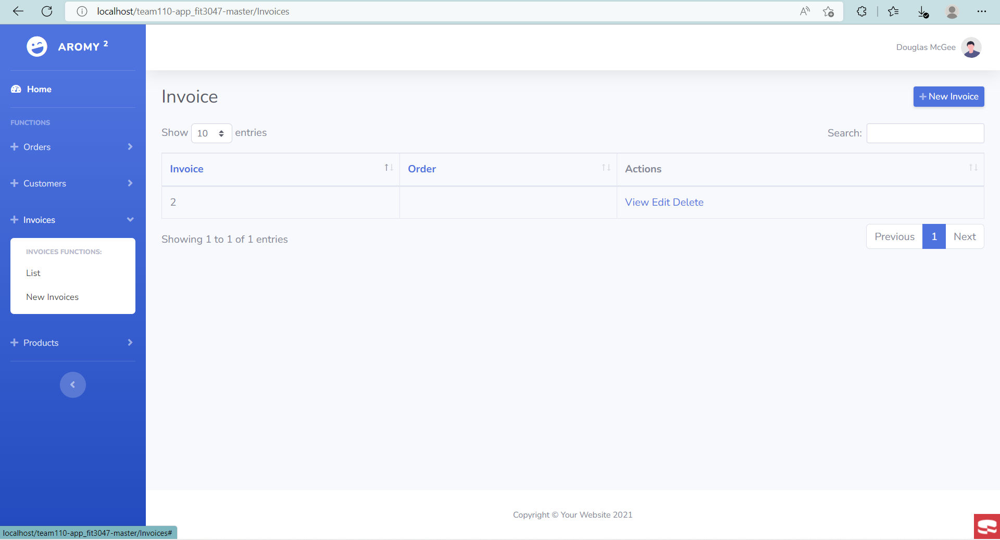 localhost/team110-app_fit3047-master/Invoices
AROMY 2
Douglas McGee
Home
FUNCTIONS
Orders
Customers
Invoices
INVOICES FUNCTIONS:
List
New Invoices
Products
Invoice
New Invoice
Show 10 entries
Search:
Invoice Order Actions
2 View Edit Delete
Showing 1 to 1 of 1 entries
Previous 1 Next
Copyright © Your Website 2021
localhost/team110-app_fit3047-master/Invoices#